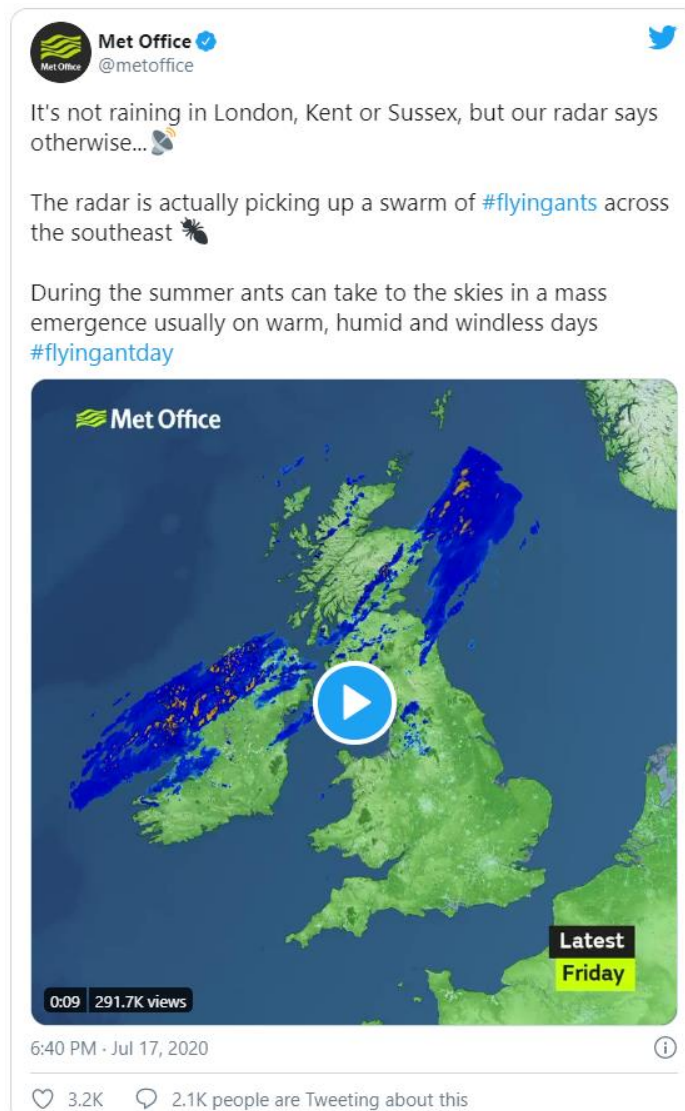 Met Office
@metoffice
Met Office
It's not raining in London, Kent or Sussex, but our radar says
otherwise...
The radar is actually picking up a swarm of #flyingants across
the southeast
During the summer ants can take to the skies in a mass
emergence usually on warm, humid and windless days
#flyingantday
Met Office
Latest
Friday
0:09 291.7K views
6:40 PM · Jul 17, 2020
3.2K 2.1K people are Tweeting about this